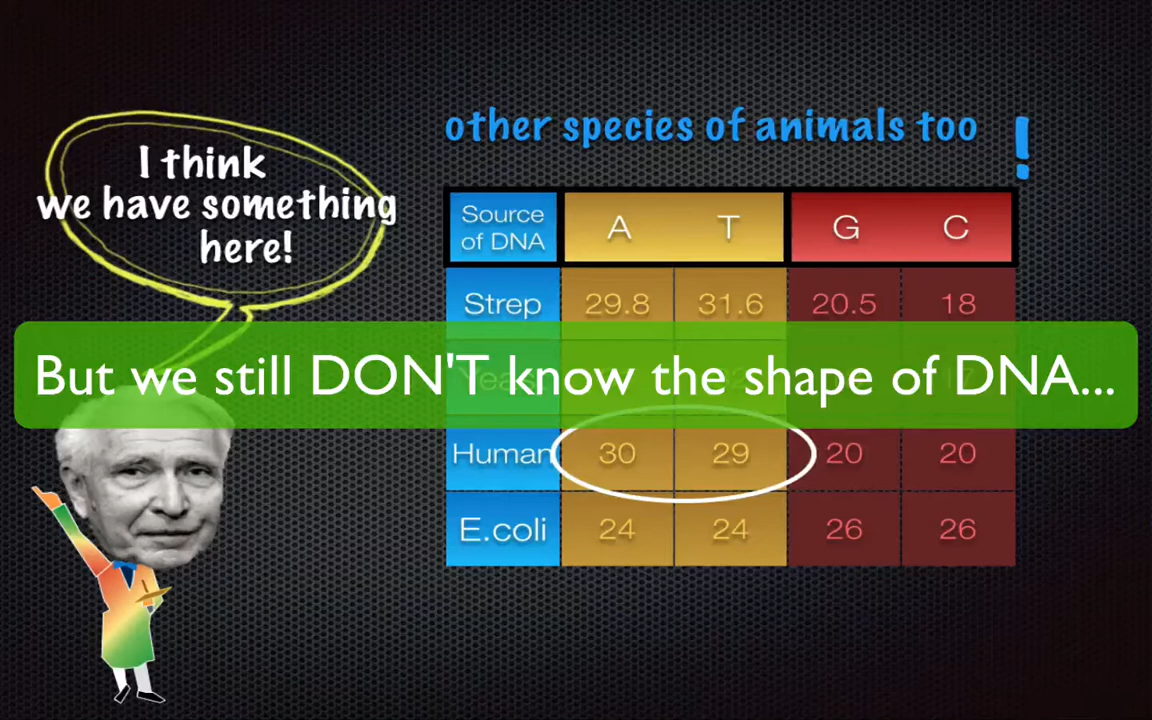 other species of animals too !
I think
we have something
here!
Source
of DNA
A T G C
Strep 29.8 31.6 20.5 18
But we still DON'T know the shape of DNA...
Human 30 29 20 20
E.coli 24 24 26 26